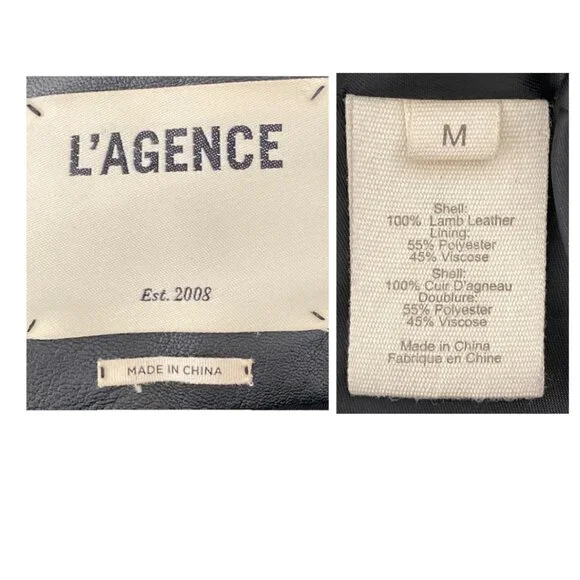 L'AGENCE
Est. 2008
MADE IN CHINA
M
Shell:
100% Lamb Leather
Lining:
55% Polyester
45% Viscose
Shell:
100% Cuir D'agneau
Doublure:
55% Polyester
45% Viscose
Made in China
Fabrique en Chine